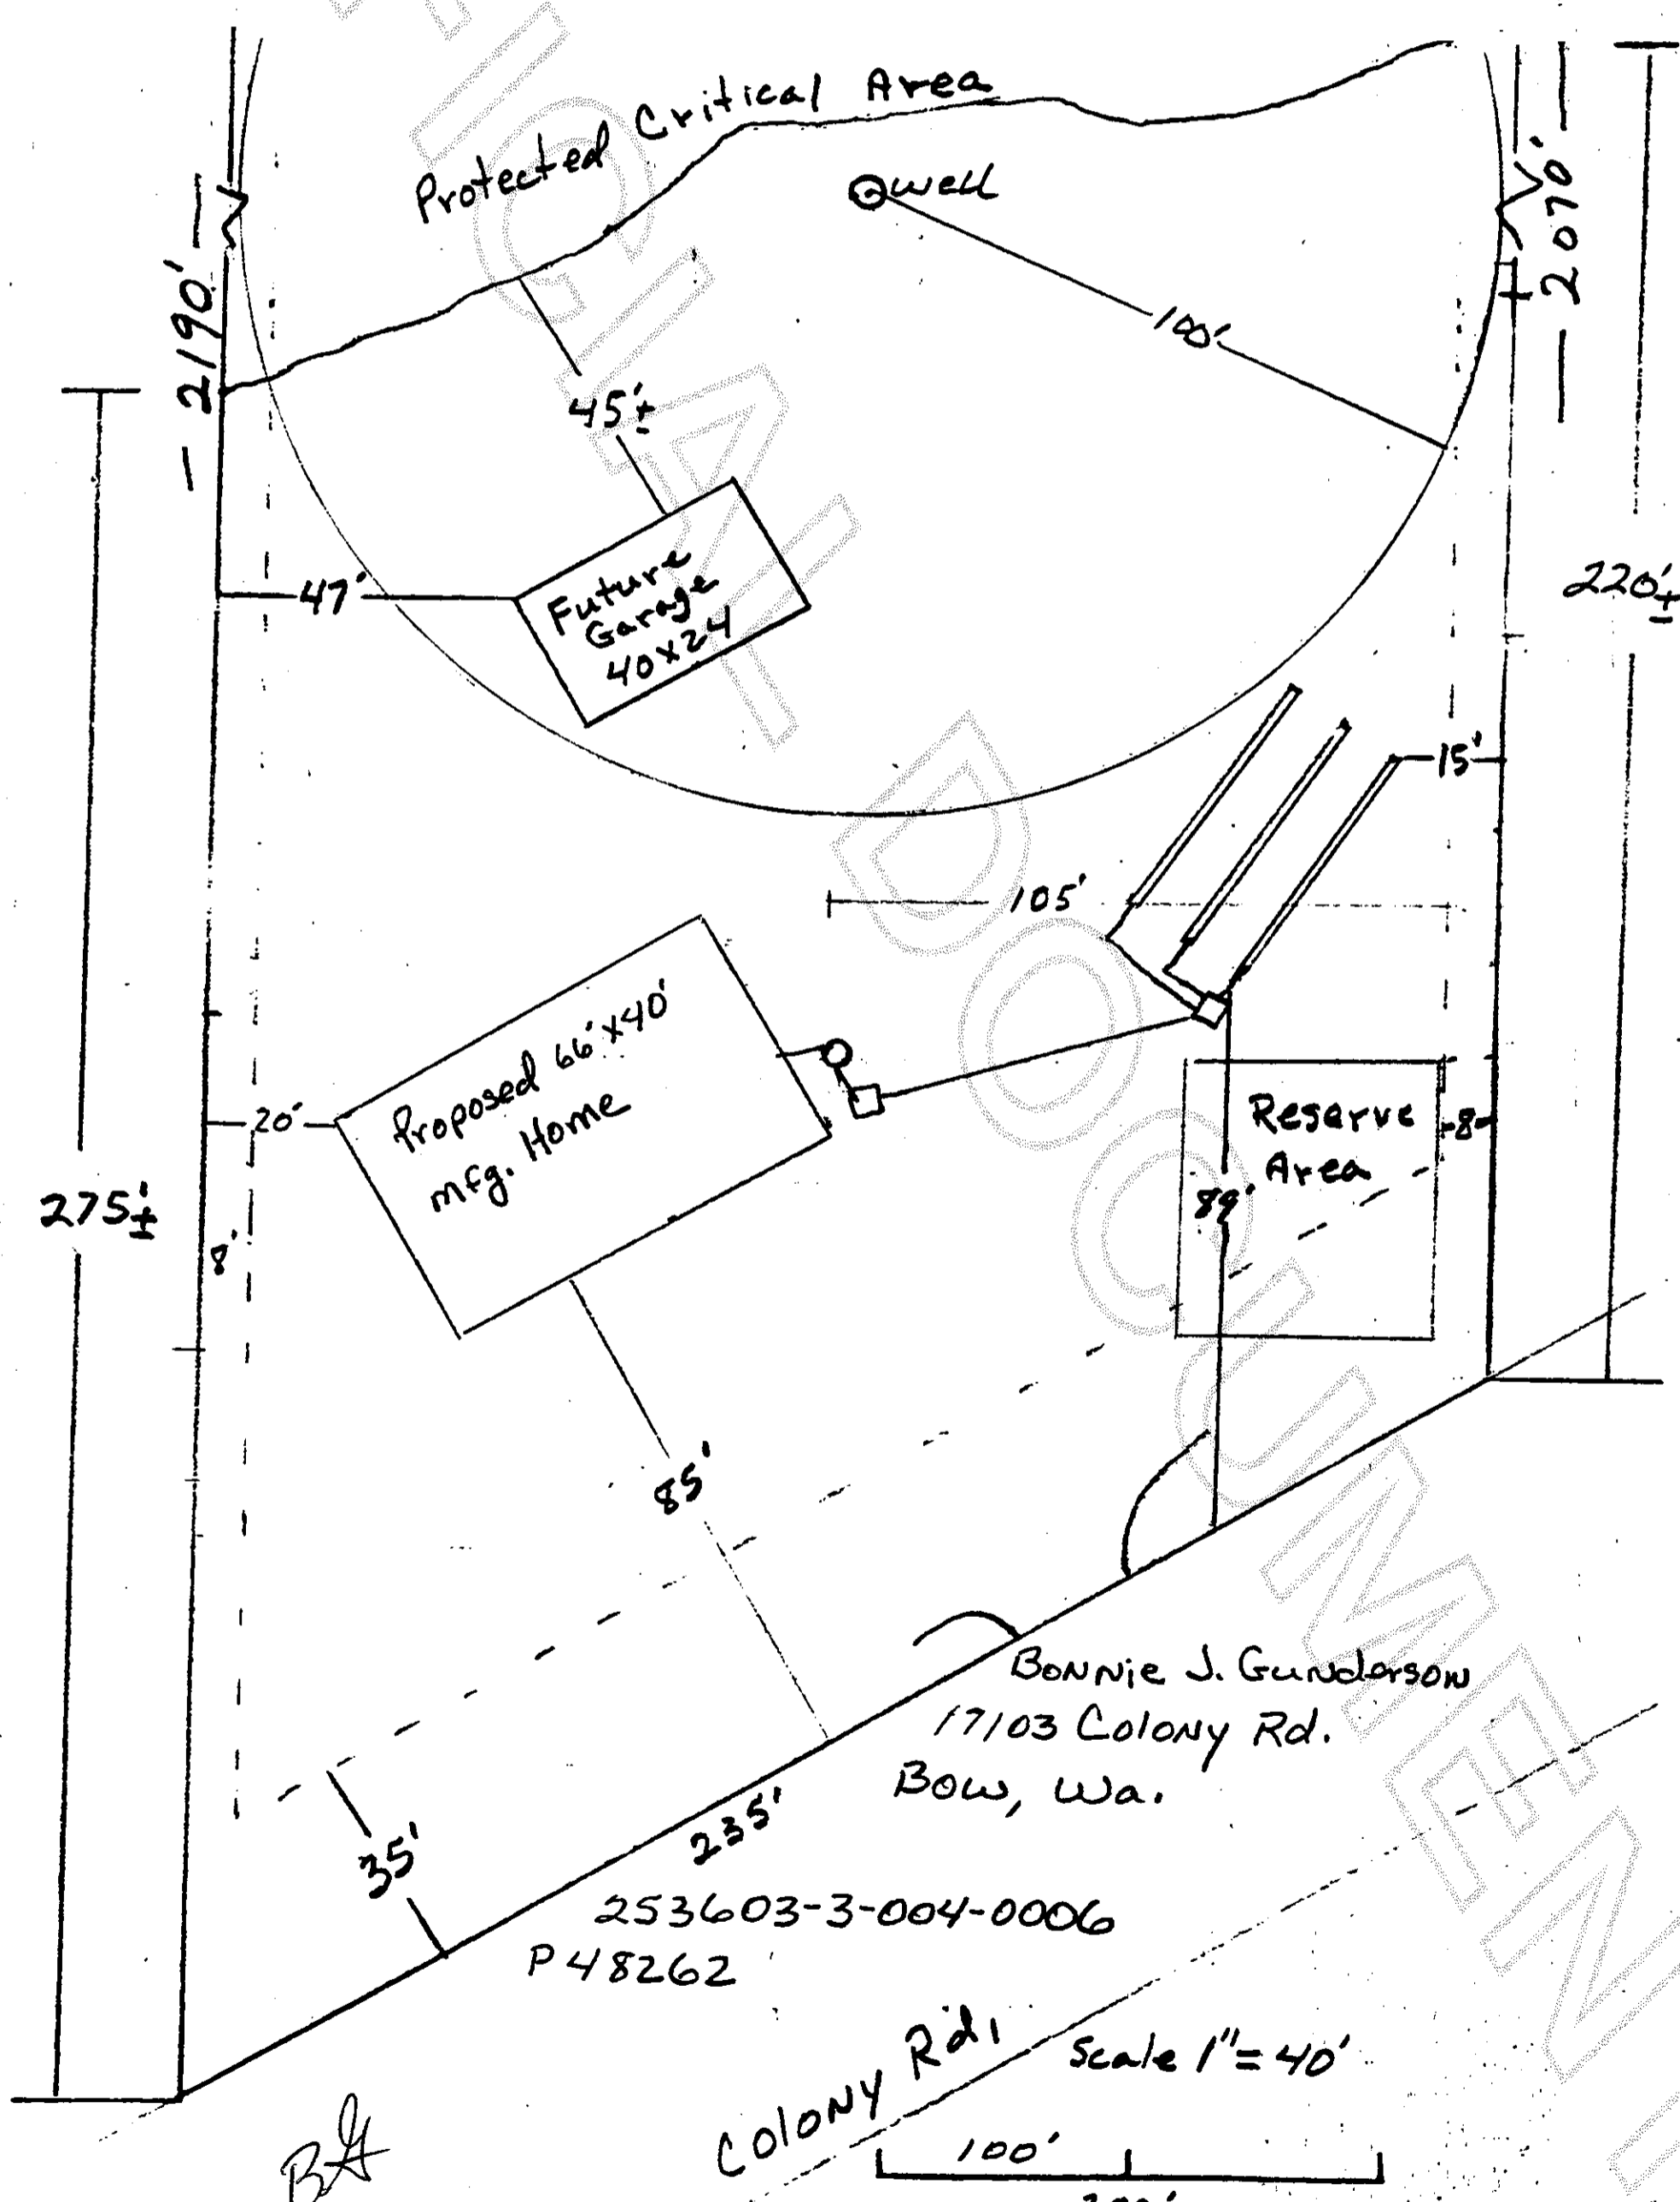 Protected Critical Area
well
2190'
2070'
100'
45'±
47'
Future
Garage
40x24
220'±
15'
105'
Proposed 66'x40'
mfg. Home
20'
Reserve
Area
8
89'
275'±
8'
85'
Bonnie J. Gunderson
17103 Colony Rd.
Bow, Wa.
35'
235'
253603-3-004-0006
P48262
Colony Rd.
Scale 1"=40'
BG
100'